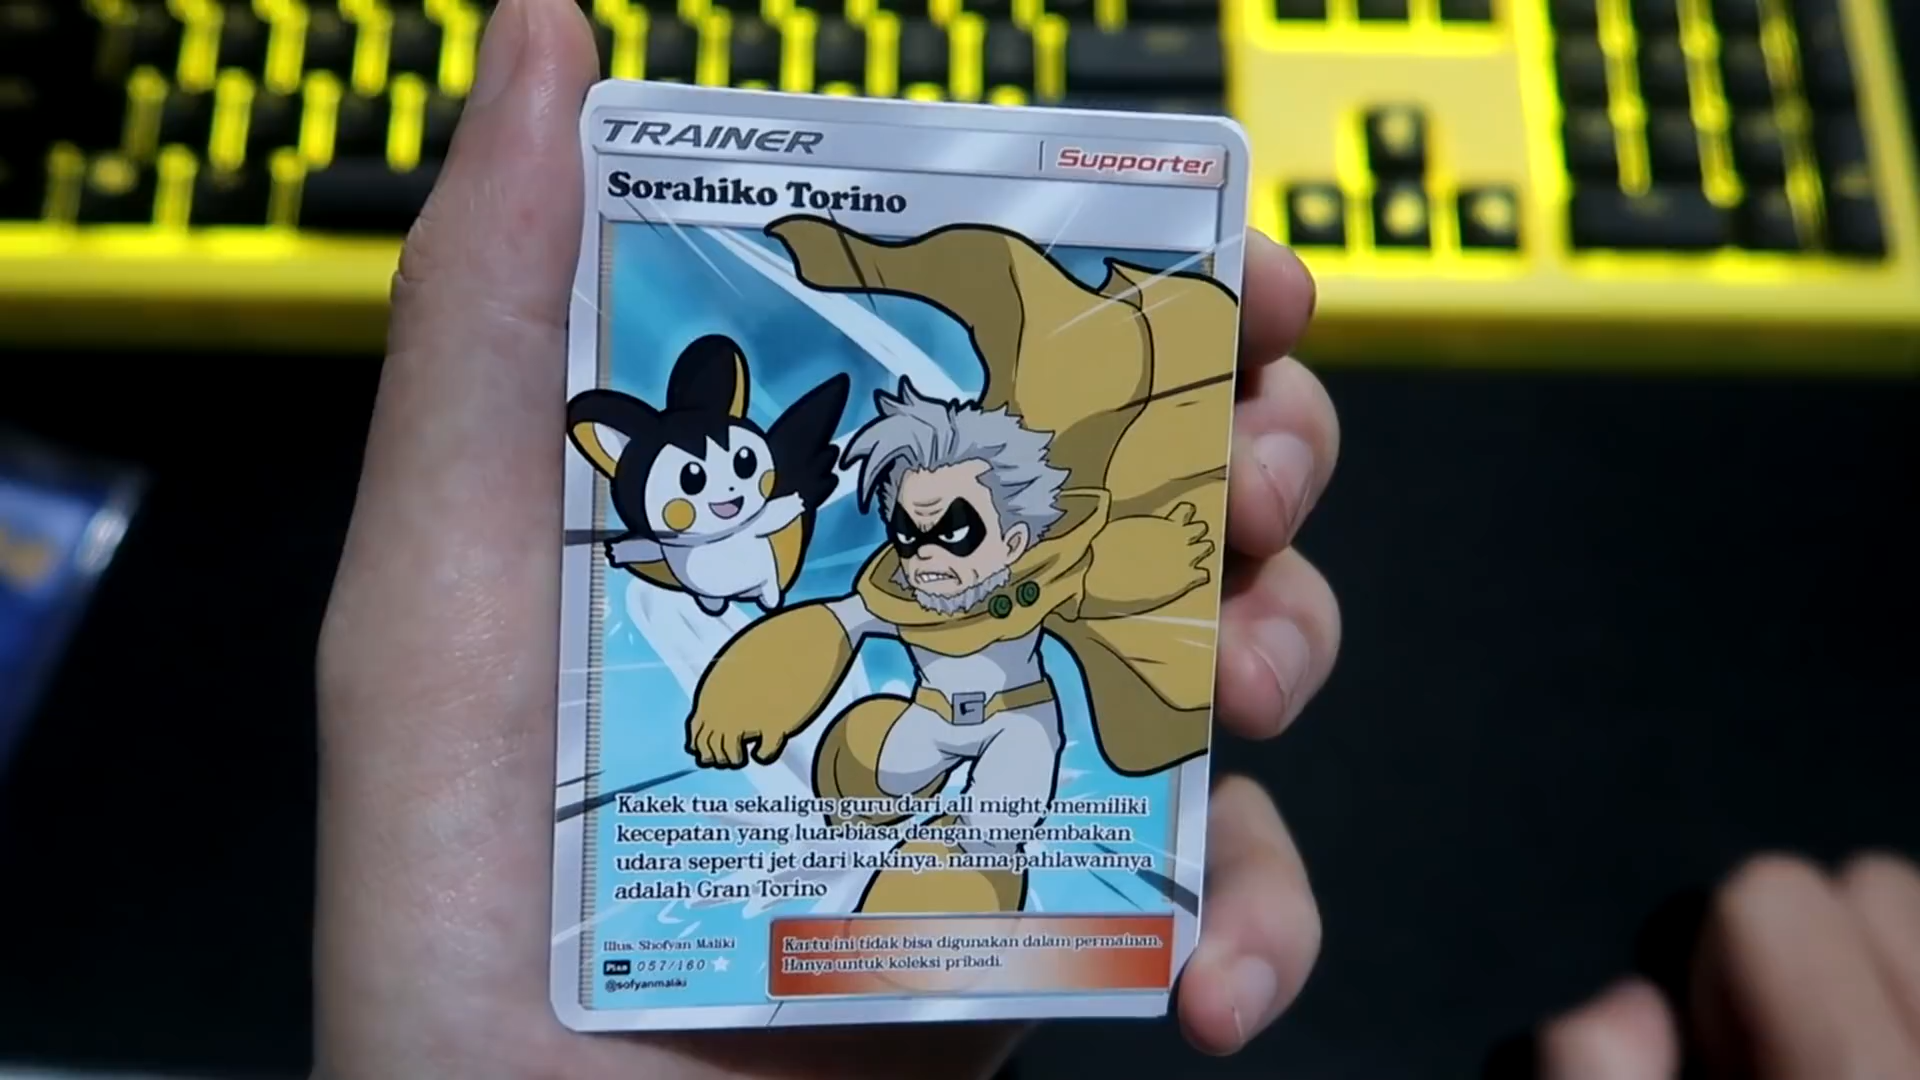 TRAINER
Supporter
Sorahiko Torino
G
Kakek tua sekaligus guru dari all might, memiliki
kecepatan yang luar biasa dengan menembakan
udara seperti jet dari kakinya. nama pahlawannya
adalah Gran Torino
Illus. Shofyan Maliki
057/160
@sofyanmaliki
Kartu ini tidak bisa digunakan dalam permainan.
Hanya untuk koleksi pribadi.